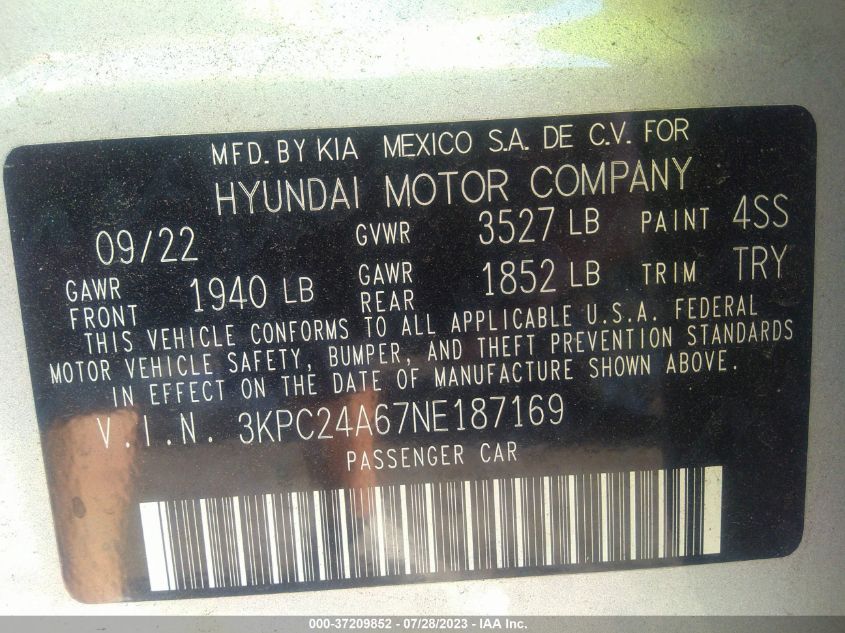 MFD. BY KIA MEXICO S.A. DE C.V. FOR
HYUNDAI MOTOR COMPANY
09/22 GVWR 3527 LB PAINT 4SS
GAWR FRONT 1940 LB GAWR REAR 1852 LB TRIM TRY
THIS VEHICLE CONFORMS TO ALL APPLICABLE U.S.A. FEDERAL
MOTOR VEHICLE SAFETY, BUMPER, AND THEFT PREVENTION STANDARDS
IN EFFECT ON THE DATE OF MANUFACTURE SHOWN ABOVE.
V.I.N. 3KPC24A67NE187169
PASSENGER CAR
000-37209852 / 07/28/2023 - IAA Inc.